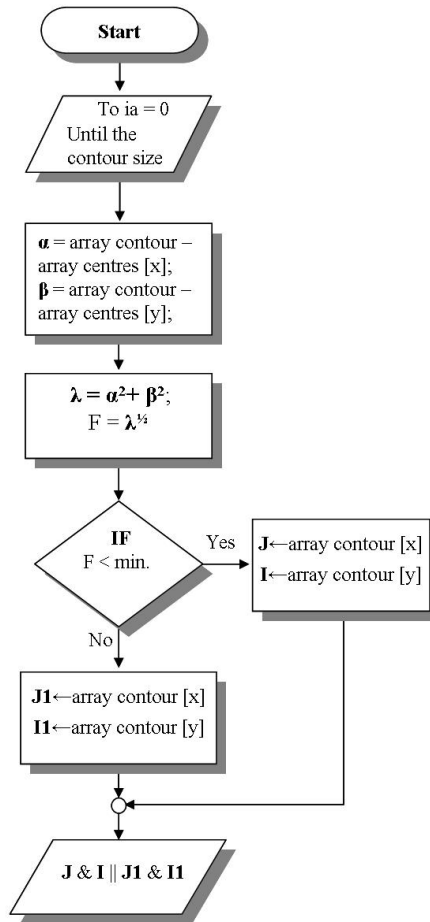 Start
To ia = 0
Until the
contour size
α = array contour –
array centres [x];
β = array contour –
array centres [y];
λ = α²+ β²;
F = λ½
IF
F < min.
Yes
J←array contour [x]
I←array contour [y]
No
J1←array contour [x]
I1←array contour [y]
J & I || J1 & I1